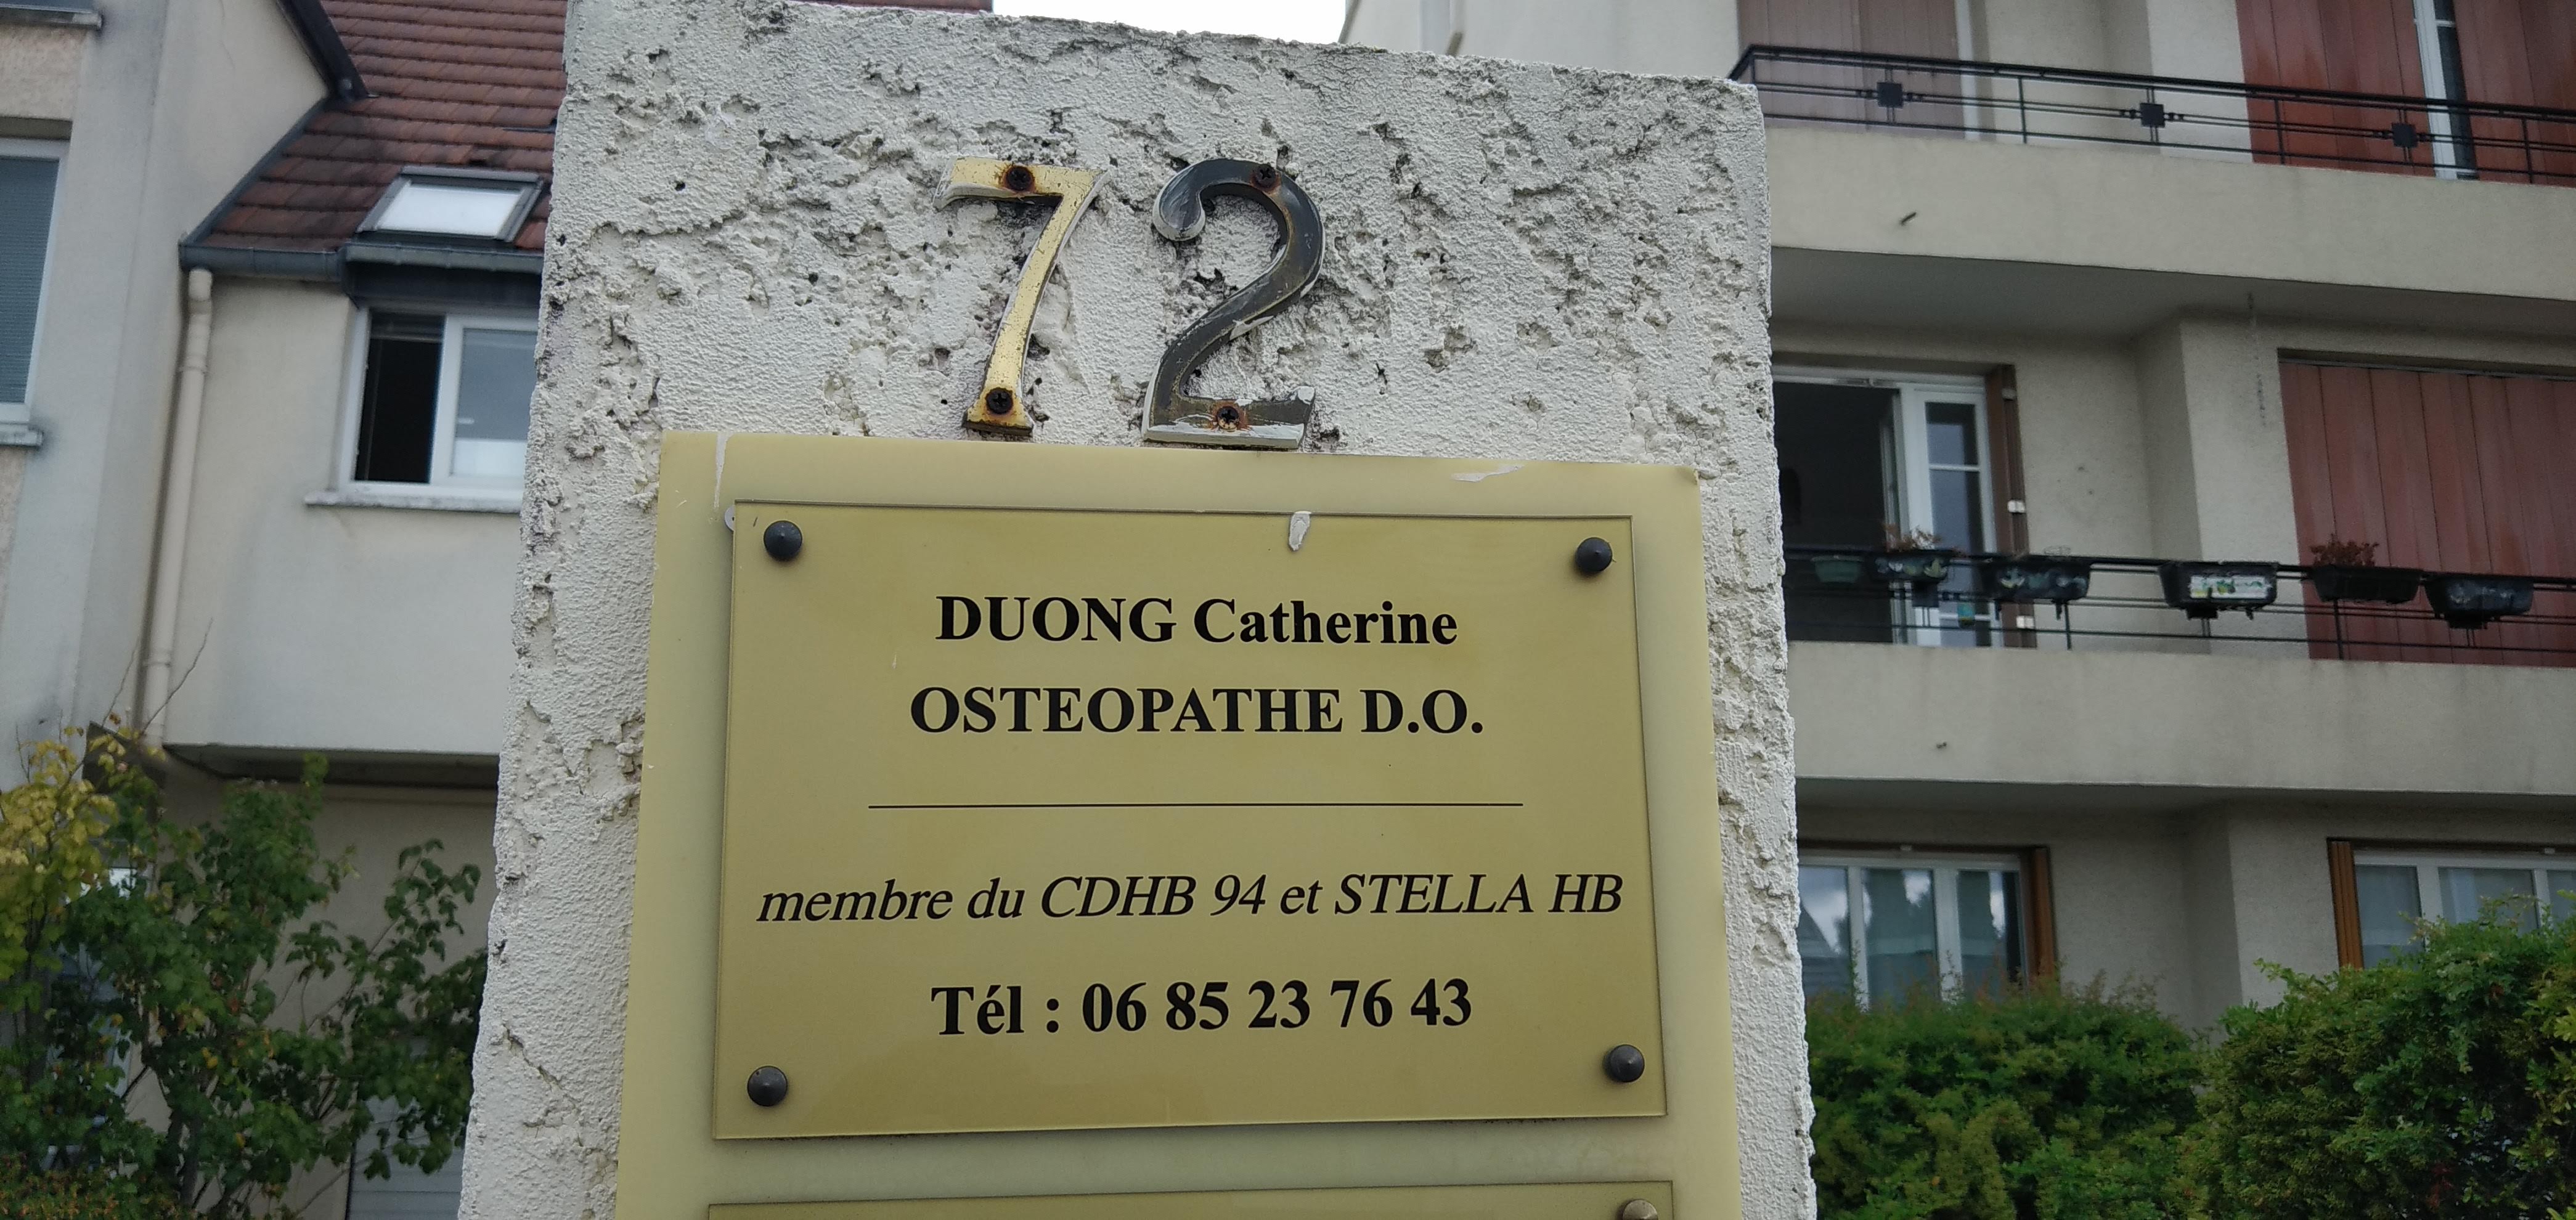 72
DUONG Catherine
OSTEOPATHE D.O.
membre du CDHB 94 et STELLA HB
Tél : 06 85 23 76 43